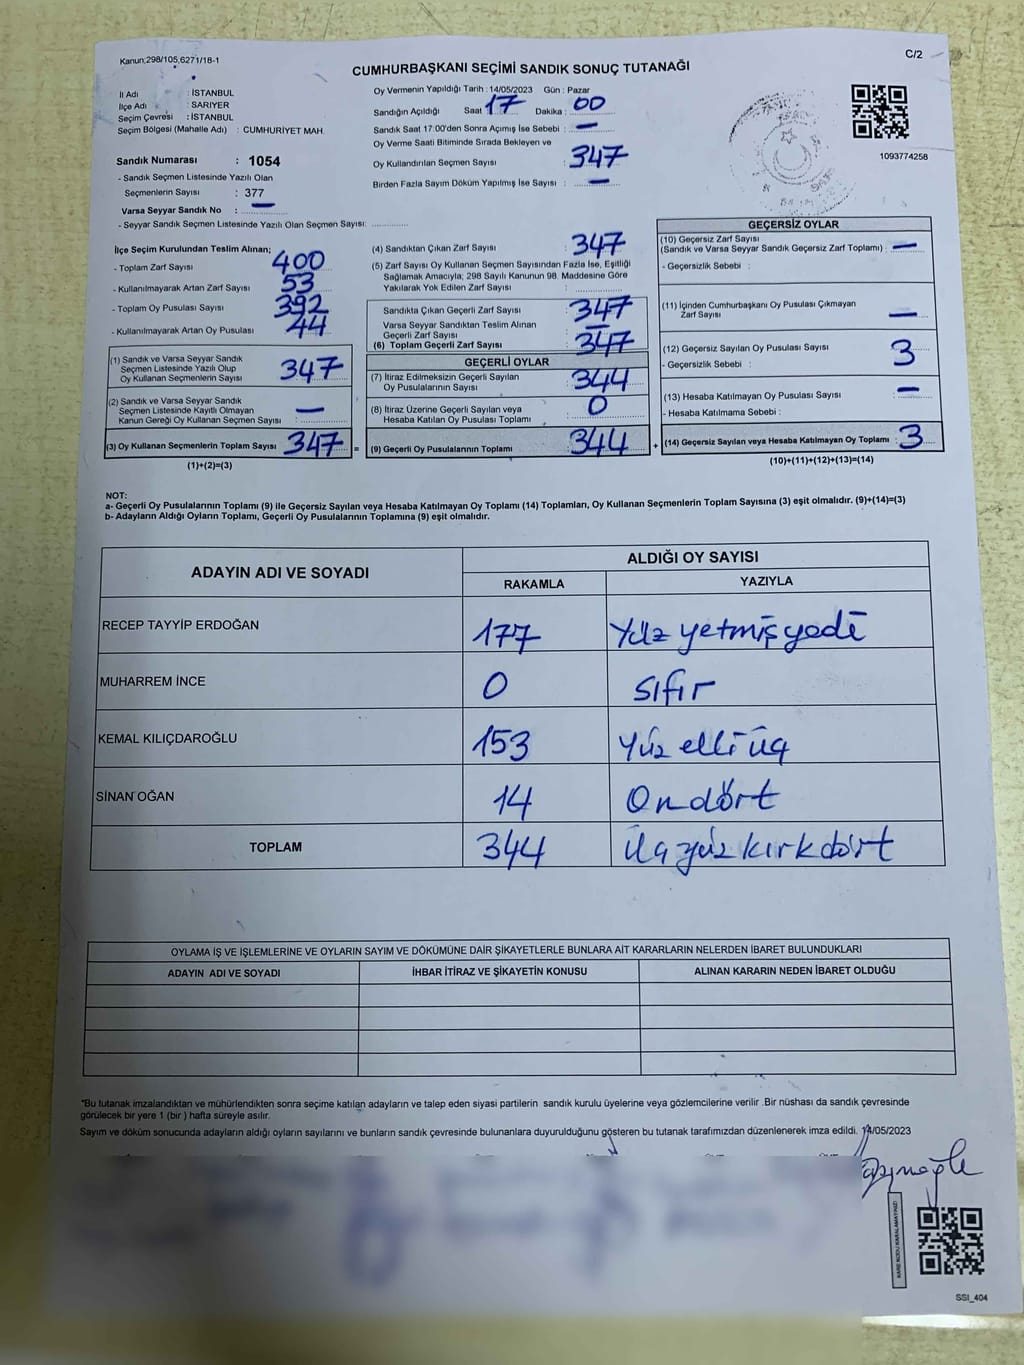 Kanun;298/105,6271/18-1
C/2
CUMHURBAŞKANI SEÇİMİ SANDIK SONUÇ TUTANAĞI
İl Adı : İSTANBUL
İlçe Adı : SARIYER
Seçim Çevresi : İSTANBUL
Seçim Bölgesi (Mahalle Adı) : CUMHURİYET MAH.
Sandık Numarası : 1054
- Sandık Seçmen Listesinde Yazılı Olan
Seçmenlerin Sayısı : 377
Varsa Seyyar Sandık No : —
- Seyyar Sandık Seçmen Listesinde Yazılı Olan Seçmen Sayısı:
Oy Vermenin Yapıldığı Tarih : 14/05/2023 Gün : Pazar
Sandığın Açıldığı Saat : 17 Dakika : 00
Sandık Saat 17:00'den Sonra Açımış İse Sebebi : —
Oy Verme Saati Bitiminde Sırada Bekleyen ve
Oy Kullandırılan Seçmen Sayısı : 347
Birden Fazla Sayım Döküm Yapılmış İse Sayısı : —
1093774258
İlçe Seçim Kurulundan Teslim Alınan;
- Toplam Zarf Sayısı : 400
- Kullanılmayarak Artan Zarf Sayısı : 53
- Toplam Oy Pusulası Sayısı : 392
- Kullanılmayarak Artan Oy Pusulası : 44
(1) Sandık ve Varsa Seyyar Sandık
Seçmen Listesinde Yazılı Olup
Oy Kullanan Seçmenlerin Sayısı : 347
(2) Sandık ve Varsa Seyyar Sandık
Seçmen Listesinde Kayıtlı Olmayan
Kanun Gereği Oy Kullanan Seçmen Sayısı : —
(3) Oy Kullanan Seçmenlerin Toplam Sayısı : 347 =
(1)+(2)=(3)
(4) Sandıktan Çıkan Zarf Sayısı : 347
(5) Zarf Sayısı Oy Kullanan Seçmen Sayısından Fazla İse, Eşitliği
Sağlamak Amacıyla; 298 Sayılı Kanunun 98. Maddesine Göre
Yakılarak Yok Edilen Zarf Sayısı :
Sandıkta Çıkan Geçerli Zarf Sayısı : 347
Varsa Seyyar Sandıktan Teslim Alınan
Geçerli Zarf Sayısı : —
(6) Toplam Geçerli Zarf Sayısı : 347
GEÇERLİ OYLAR
(7) İtiraz Edilmeksizin Geçerli Sayılan
Oy Pusulalarının Sayısı : 344
(8) İtiraz Üzerine Geçerli Sayılan veya
Hesaba Katılan Oy Pusulası Toplamı : 0
(9) Geçerli Oy Pusulalarının Toplamı : 344 +
GEÇERSİZ OYLAR
(10) Geçersiz Zarf Sayısı
(Sandık ve Varsa Seyyar Sandık Geçersiz Zarf Toplamı) : —
- Geçersizlik Sebebi :
(11) İçinden Cumhurbaşkanı Oy Pusulası Çıkmayan
Zarf Sayısı : —
(12) Geçersiz Sayılan Oy Pusulası Sayısı : 3
- Geçersizlik Sebebi :
(13) Hesaba Katılmayan Oy Pusulası Sayısı : —
- Hesaba Katılmama Sebebi :
(14) Geçersiz Sayılan veya Hesaba Katılmayan Oy Toplamı : 3
(10)+(11)+(12)+(13)=(14)
NOT:
a- Geçerli Oy Pusulalarının Toplamı (9) ile Geçersiz Sayılan veya Hesaba Katılmayan Oy Toplamı (14) Toplamları, Oy Kullanan Seçmenlerin Toplam Sayısına (3) eşit olmalıdır. (9)+(14)=(3)
b- Adayların Aldığı Oyların Toplamı, Geçerli Oy Pusulalarının Toplamına (9) eşit olmalıdır.
ADAYIN ADI VE SOYADI
ALDIĞI OY SAYISI
RAKAMLA YAZIYLA
RECEP TAYYİP ERDOĞAN 177 Yüz yetmiş yedi
MUHARREM İNCE 0 sıfır
KEMAL KILIÇDAROĞLU 153 Yüz elli üç
SİNAN OĞAN 14 On dört
TOPLAM 344 Üç yüz kırk dört
OYLAMA İŞ VE İŞLEMLERİNE VE OYLARIN SAYIM VE DÖKÜMÜNE DAİR ŞİKAYETLERLE BUNLARA AİT KARARLARIN NELERDEN İBARET BULUNDUKLARI
ADAYIN ADI VE SOYADI İHBAR İTİRAZ VE ŞİKAYETİN KONUSU ALINAN KARARIN NEDEN İBARET OLDUĞU
*Bu tutanak imzalandıktan ve mühürlendikten sonra seçime katılan adayların ve talep eden siyasi partilerin sandık kurulu üyelerine veya gözlemcilerine verilir .Bir nüshası da sandık çevresinde
görülecek bir yere 1 (bir ) hafta süreyle asılır.
Sayım ve döküm sonucunda adayların aldığı oyların sayılarını ve bunların sandık çevresinde bulunanlara duyurulduğunu gösteren bu tutanak tarafımızdan düzenlenerek imza edildi. 14/05/2023
KARE KODU KARALAMAYINIZ!
SSI_404